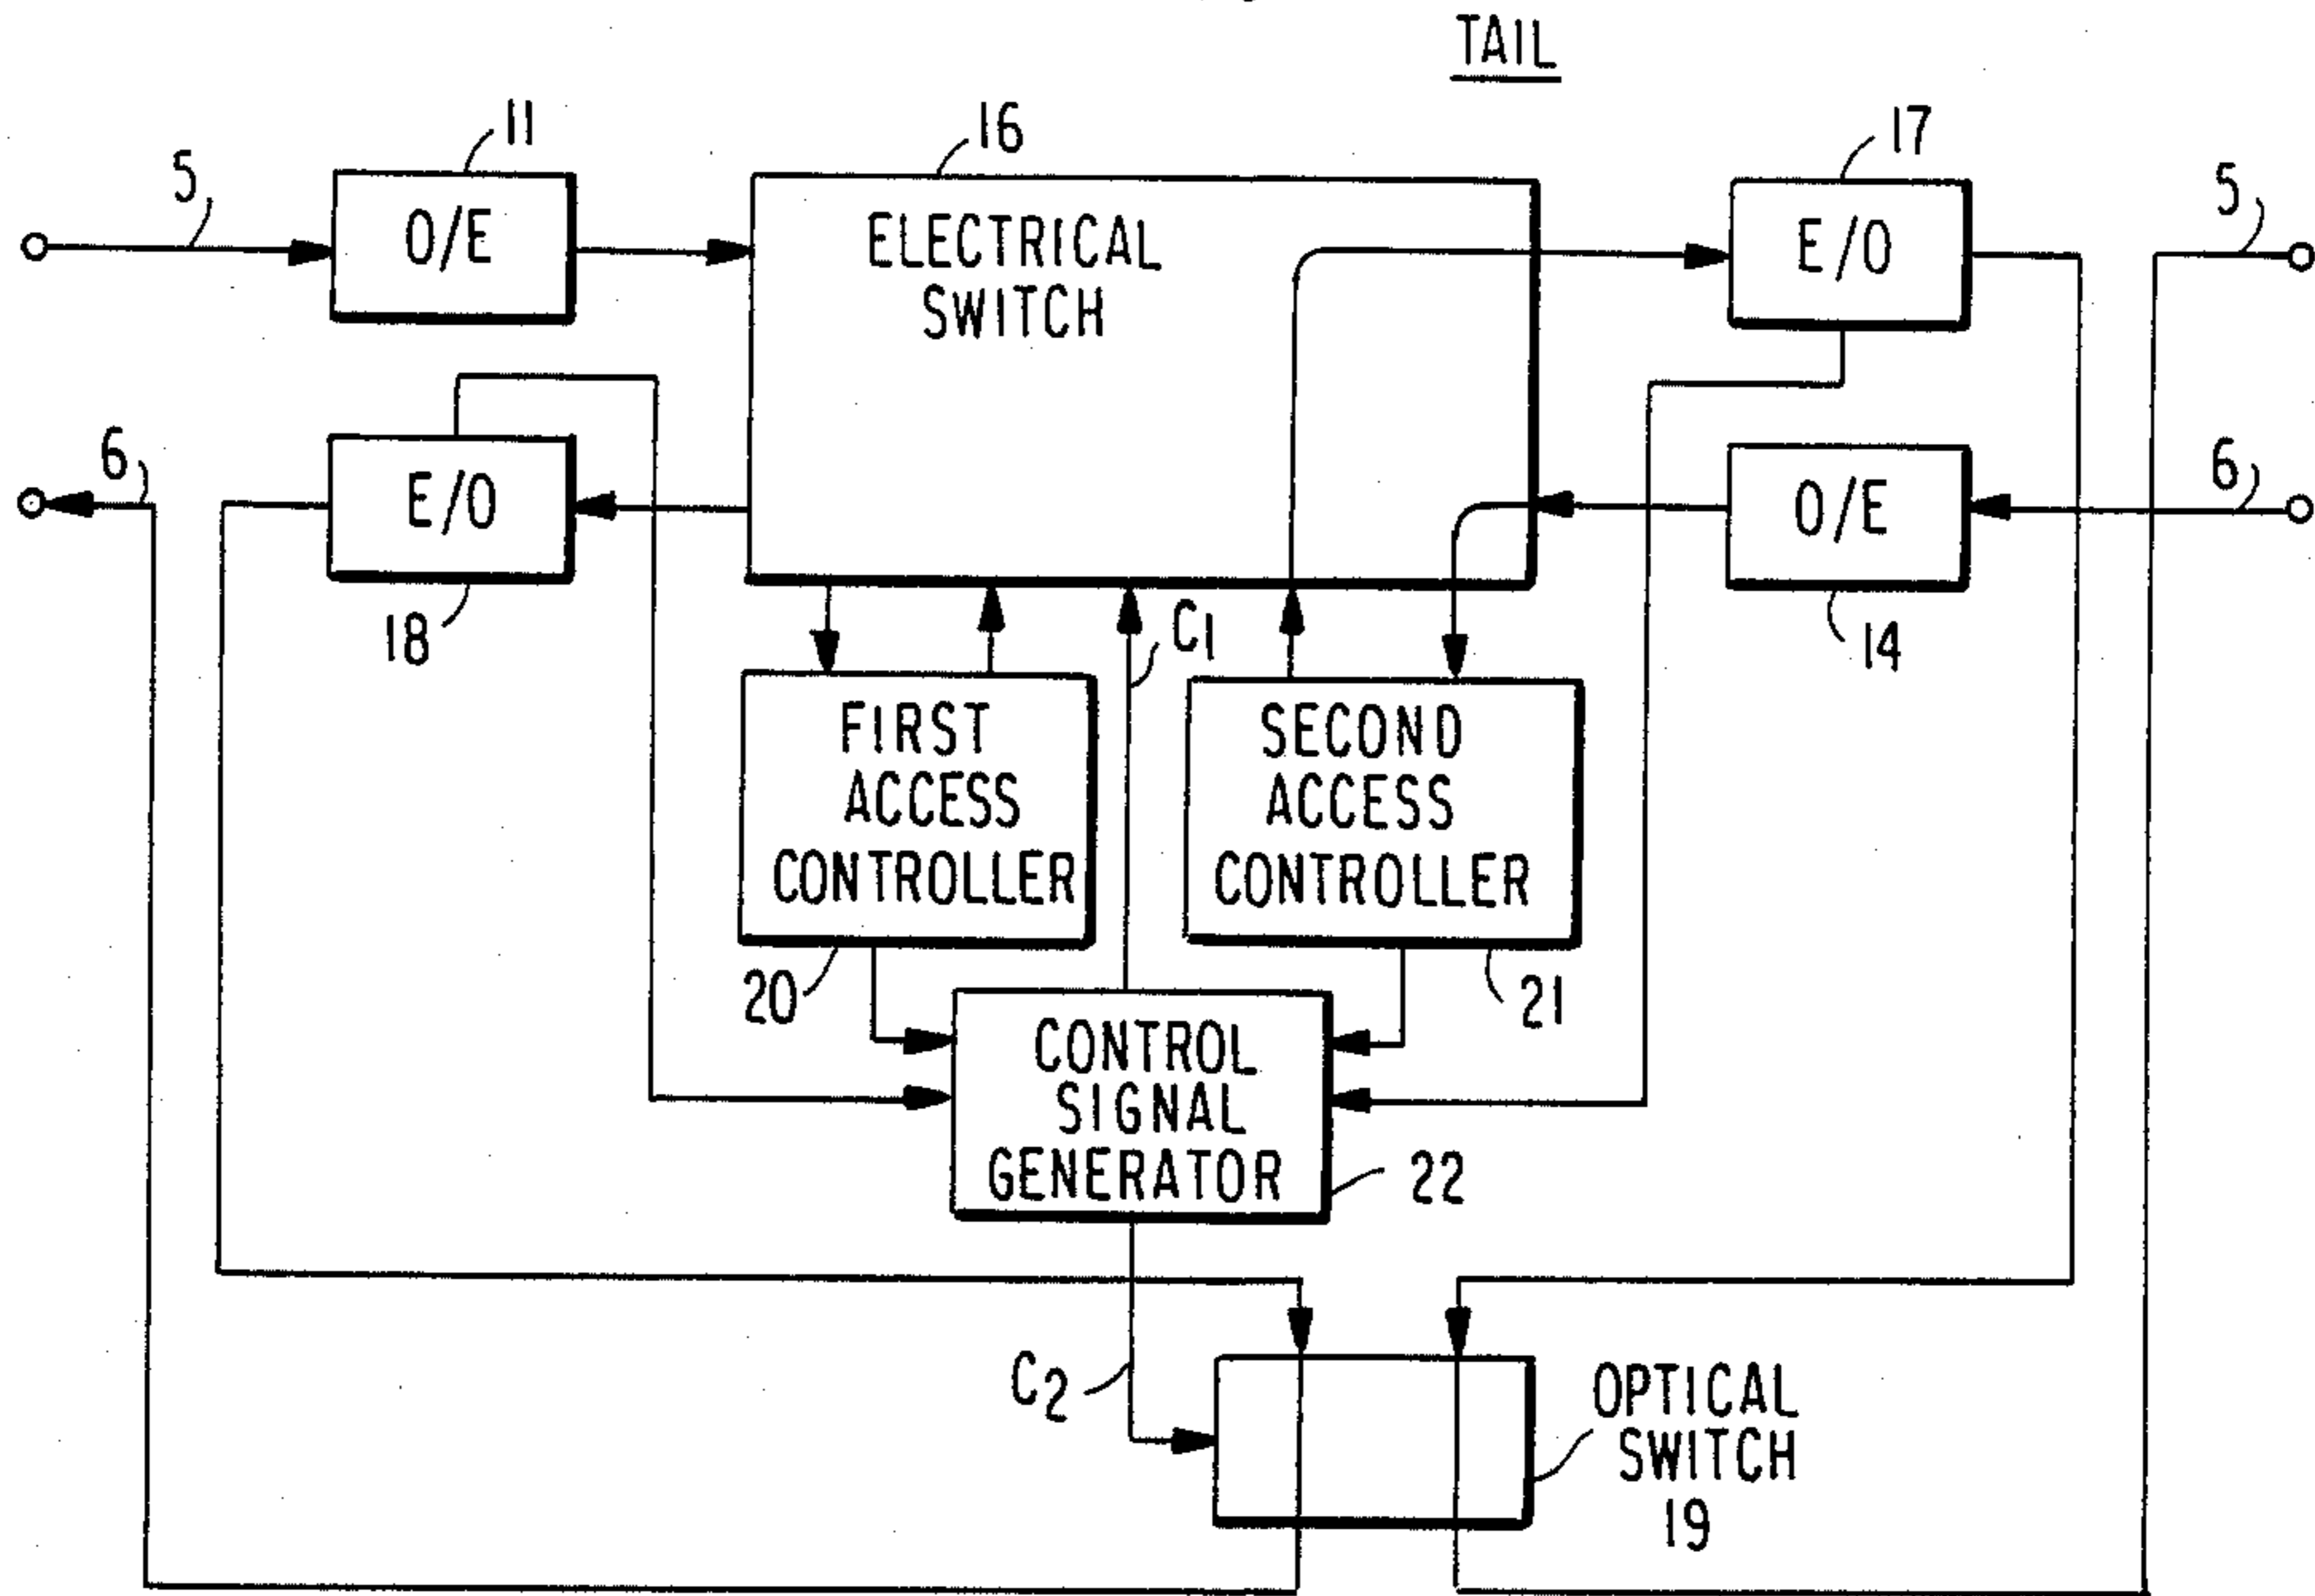 TAIL
11
16
17
5
5
O/E
ELECTRICAL
SWITCH
E/O
6
6
E/O
O/E
18
C1
14
FIRST
ACCESS
CONTROLLER
SECOND
ACCESS
CONTROLLER
20
21
CONTROL
SIGNAL
GENERATOR
22
C2
OPTICAL
SWITCH
19